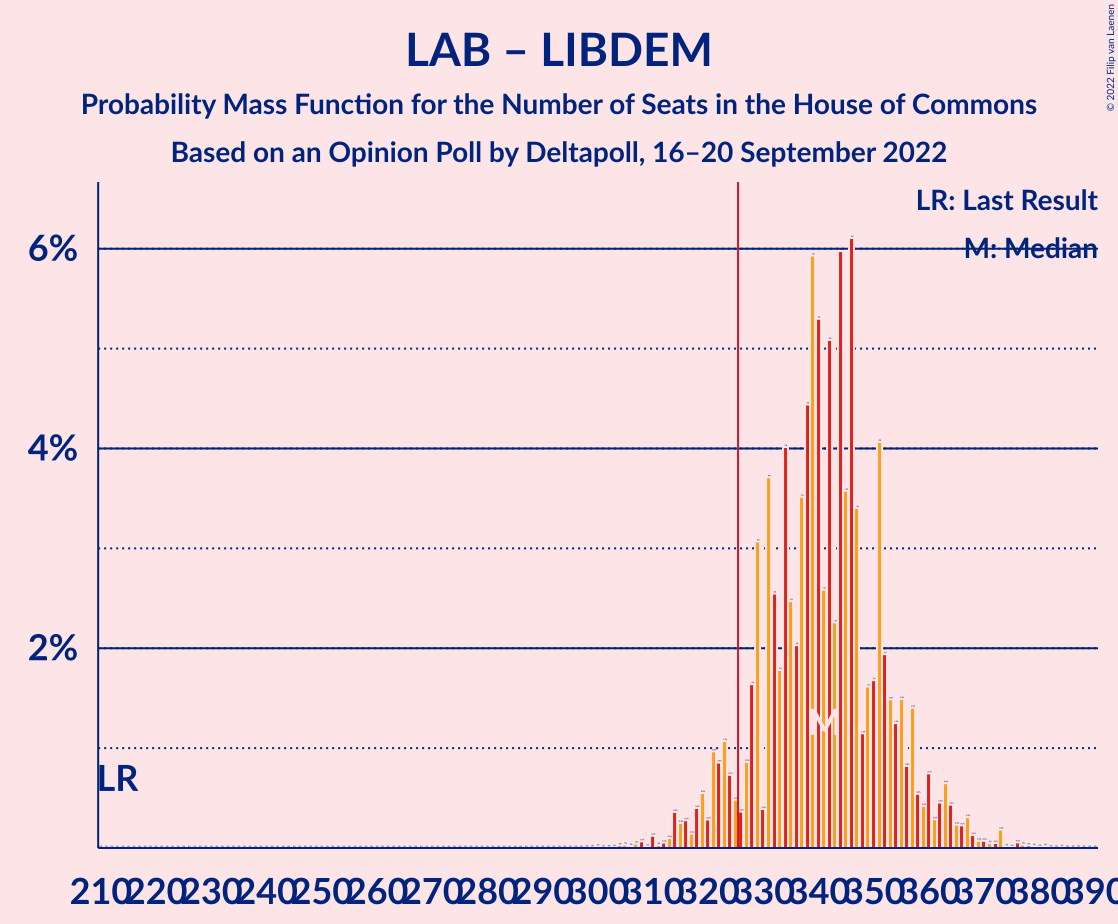 LAB – LIBDEM
Probability Mass Function for the Number of Seats in the House of Commons
Based on an Opinion Poll by Deltapoll, 16–20 September 2022
© 2022 Filip van Laenen
LR: Last Result
M: Median
6%
4%
2%
M
LR
210 220 230 240 250 260 270 280 290 300 310 320 330 340 350 360 370 380 390